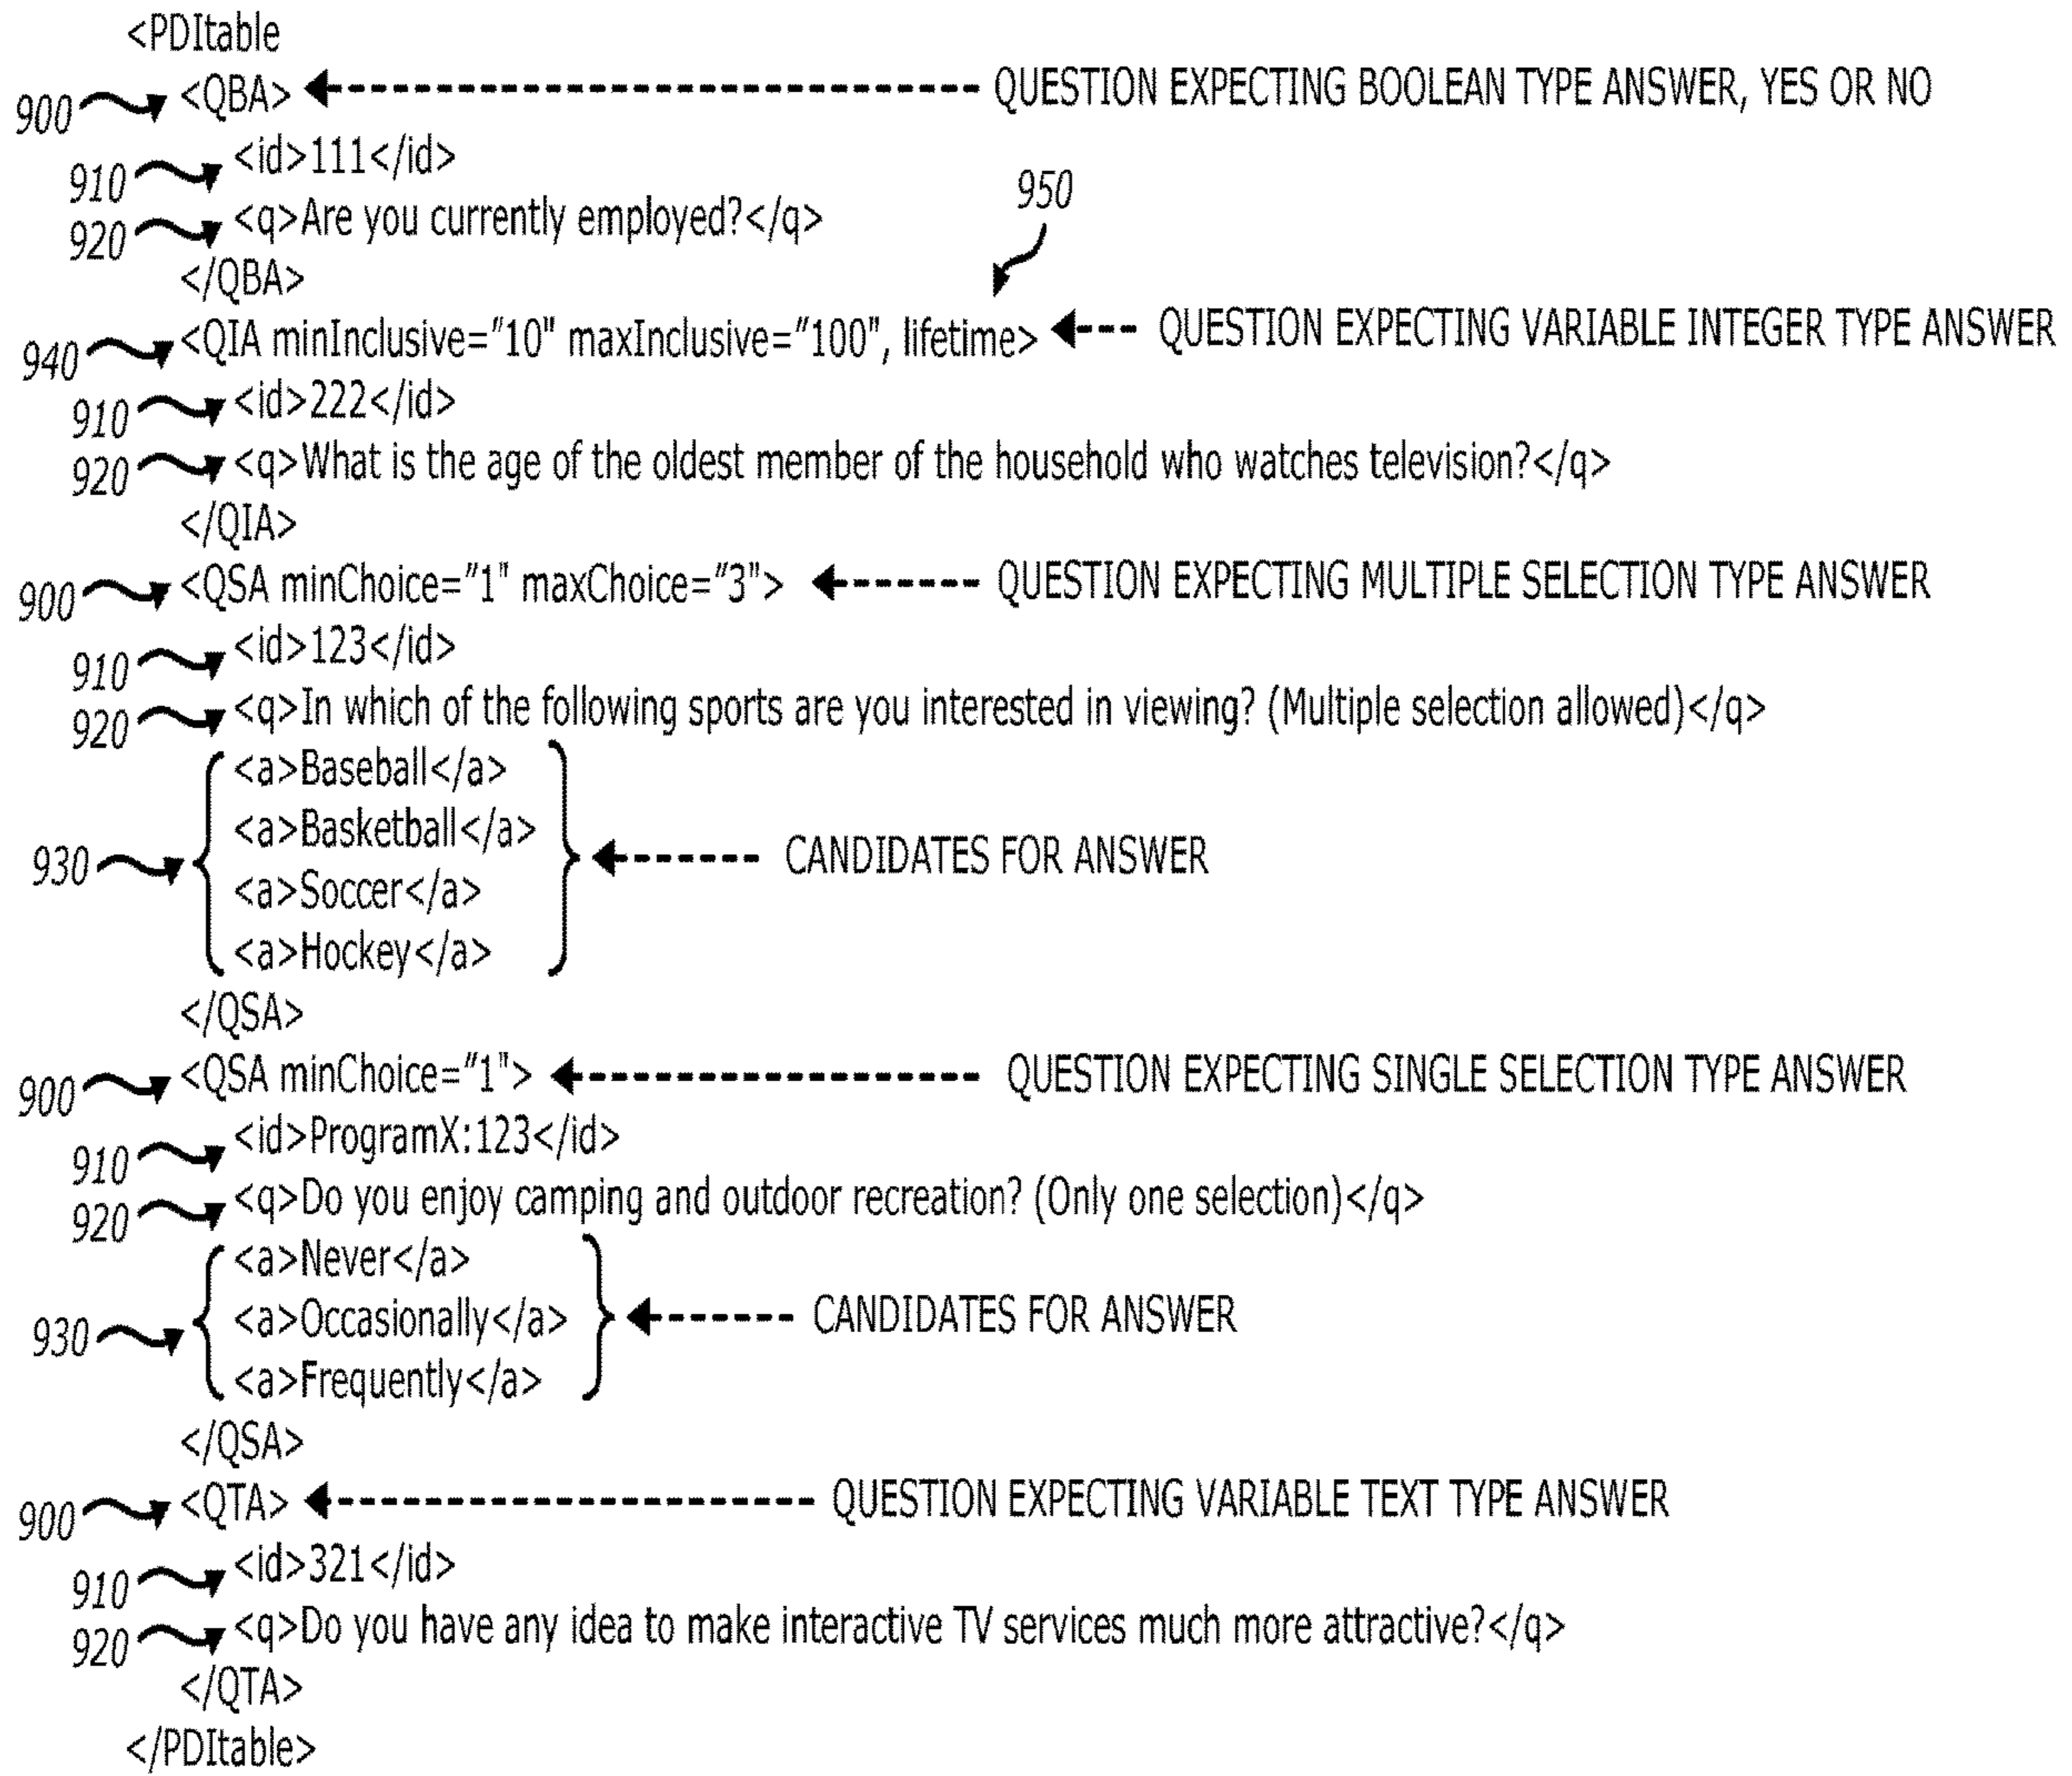 <PDItable
900 <QBA> QUESTION EXPECTING BOOLEAN TYPE ANSWER, YES OR NO
910 <id>111</id>
950
920 <q>Are you currently employed?</q>
</QBA>
940 <QIA minInclusive="10" maxInclusive="100", lifetime> QUESTION EXPECTING VARIABLE INTEGER TYPE ANSWER
910 <id>222</id>
920 <q>What is the age of the oldest member of the household who watches television?</q>
</QIA>
900 <QSA minChoice="1" maxChoice="3"> QUESTION EXPECTING MULTIPLE SELECTION TYPE ANSWER
910 <id>123</id>
920 <q>In which of the following sports are you interested in viewing? (Multiple selection allowed)</q>
<a>Baseball</a>
<a>Basketball</a>
930 CANDIDATES FOR ANSWER
<a>Soccer</a>
<a>Hockey</a>
</QSA>
900 <QSA minChoice="1"> QUESTION EXPECTING SINGLE SELECTION TYPE ANSWER
910 <id>ProgramX:123</id>
920 <q>Do you enjoy camping and outdoor recreation? (Only one selection)</q>
<a>Never</a>
930 <a>Occasionally</a> CANDIDATES FOR ANSWER
<a>Frequently</a>
</QSA>
900 <QTA> QUESTION EXPECTING VARIABLE TEXT TYPE ANSWER
910 <id>321</id>
920 <q>Do you have any idea to make interactive TV services much more attractive?</q>
</QTA>
</PDItable>